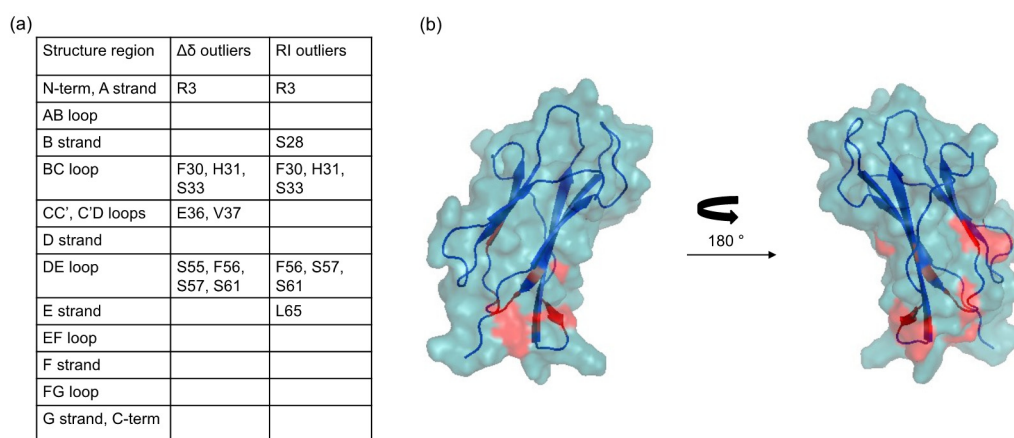 (a)
(b)
Structure region Δδ outliers RI outliers
N-term, A strand R3 R3
AB loop
B strand S28
BC loop F30, H31, S33 F30, H31, S33
CC’, C’D loops E36, V37
D strand
DE loop S55, F56, S57, S61 F56, S57, S61
E strand L65
EF loop
F strand
FG loop
G strand, C-term
180 °